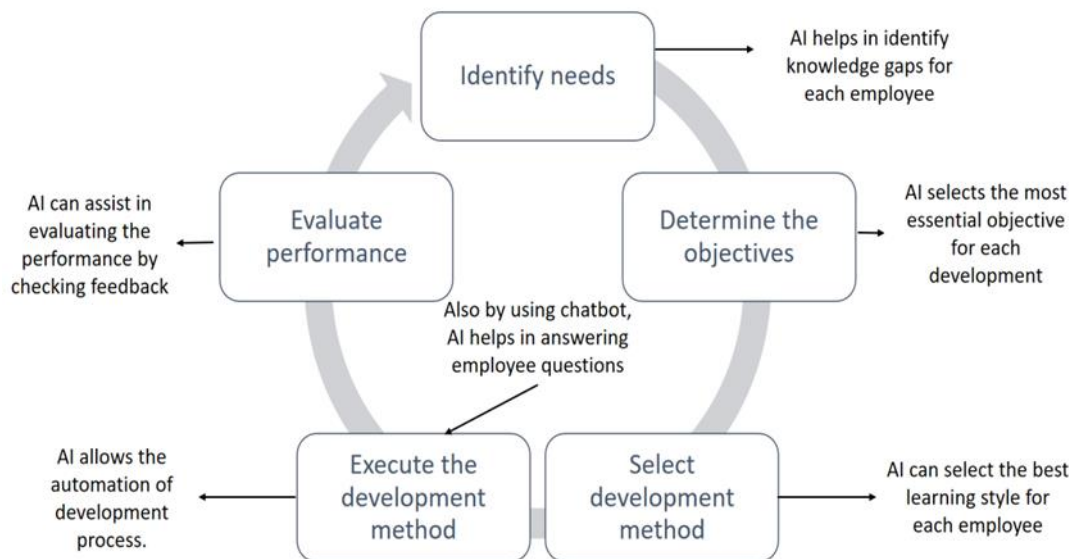 Identify needs
AI helps in identify
knowledge gaps for
each employee
Determine the
objectives
AI selects the most
essential objective
for each
development
Select
development
method
AI can select the best
learning style for
each employee
Execute the
development
method
Also by using chatbot,
AI helps in answering
employee questions
AI allows the
automation of
development
process.
Evaluate
performance
AI can assist in
evaluating the
performance by
checking feedback